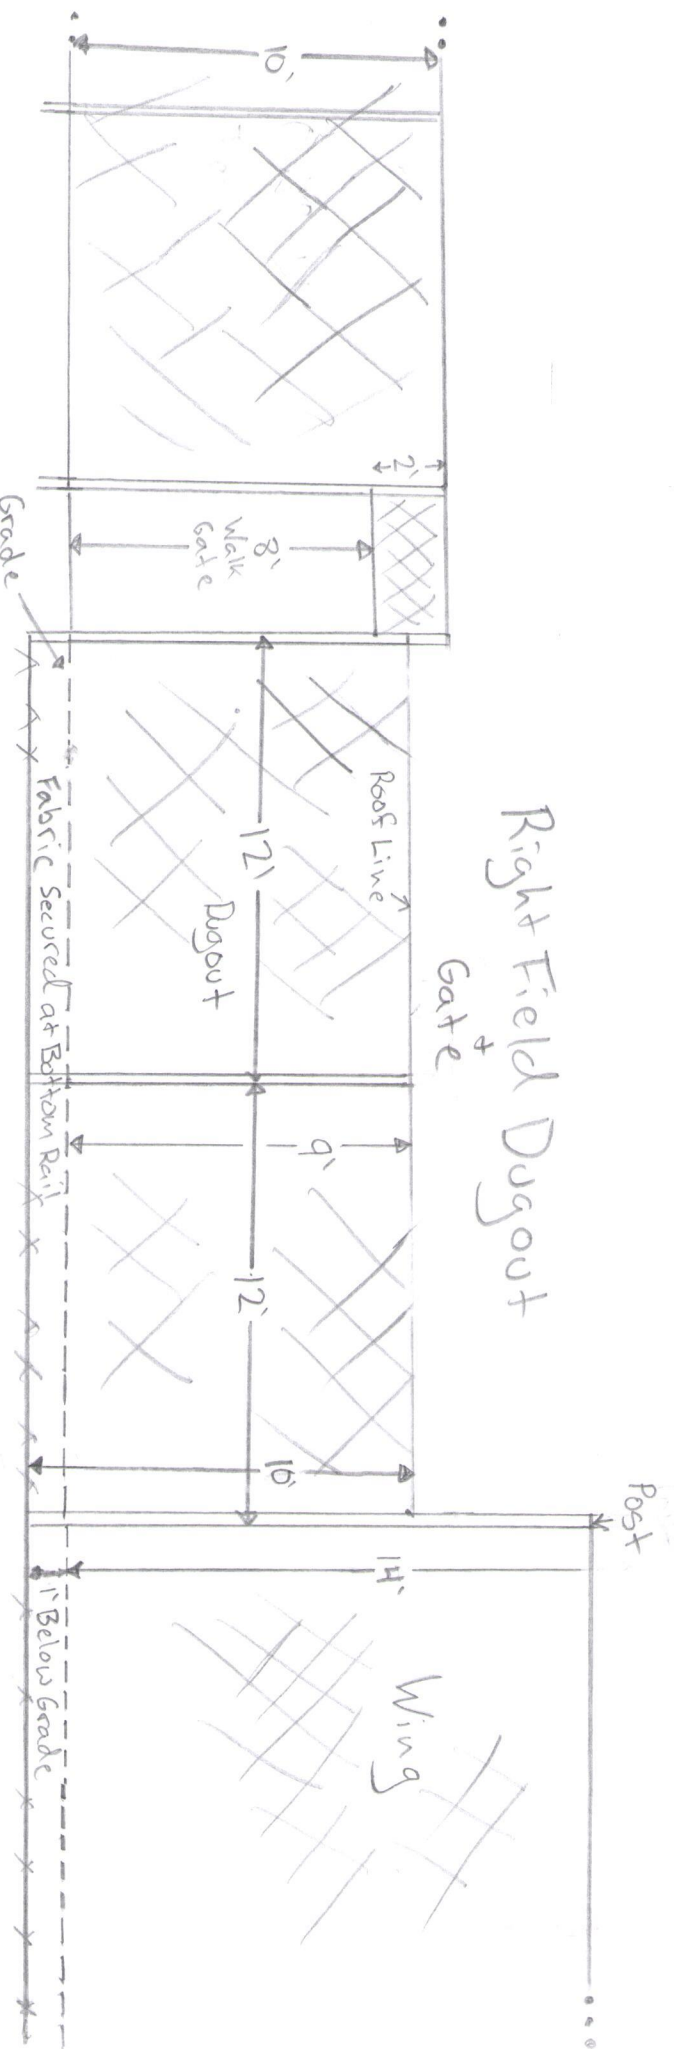 Right Field Dugout
+
Gate
Post
10'
2'
8'
Walk
Gate
Grade
12'
Roof Line
Dugout
12'
9'
10'
14'
Wing
Fabric Secured at Bottom Rail
1' Below Grade